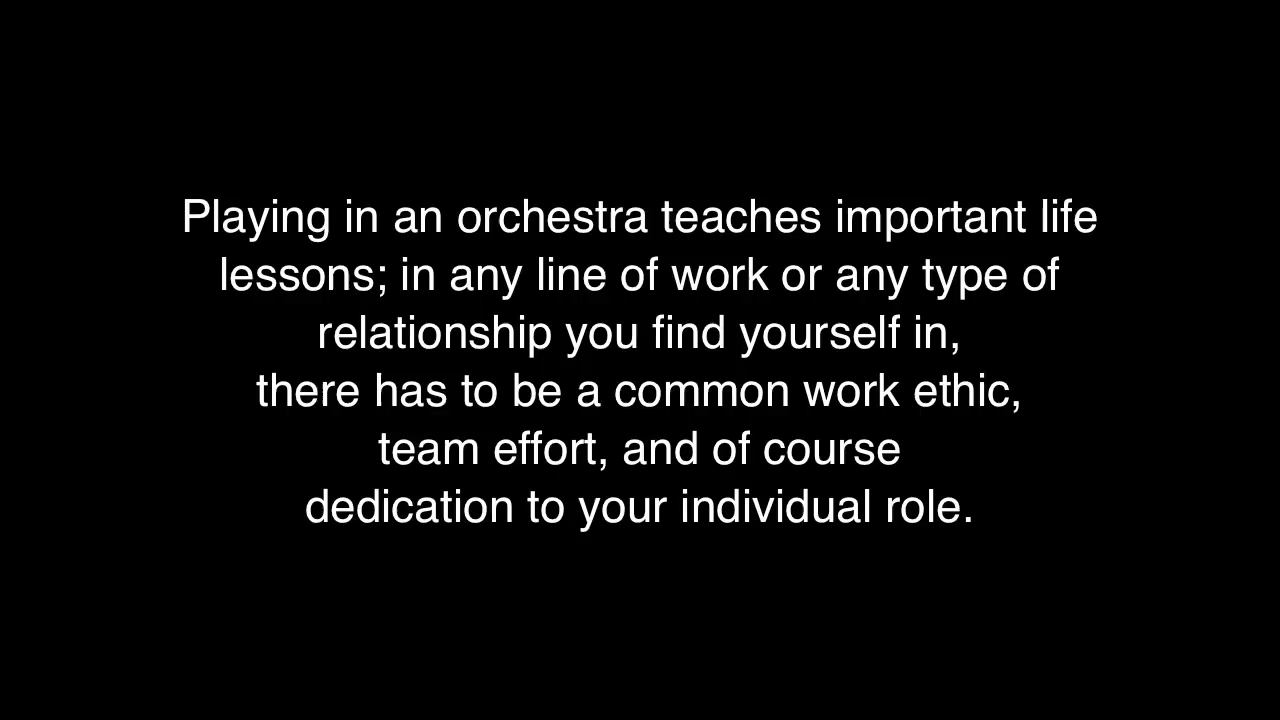 Playing in an orchestra teaches important life
lessons; in any line of work or any type of
relationship you find yourself in,
there has to be a common work ethic,
team effort, and of course
dedication to your individual role.